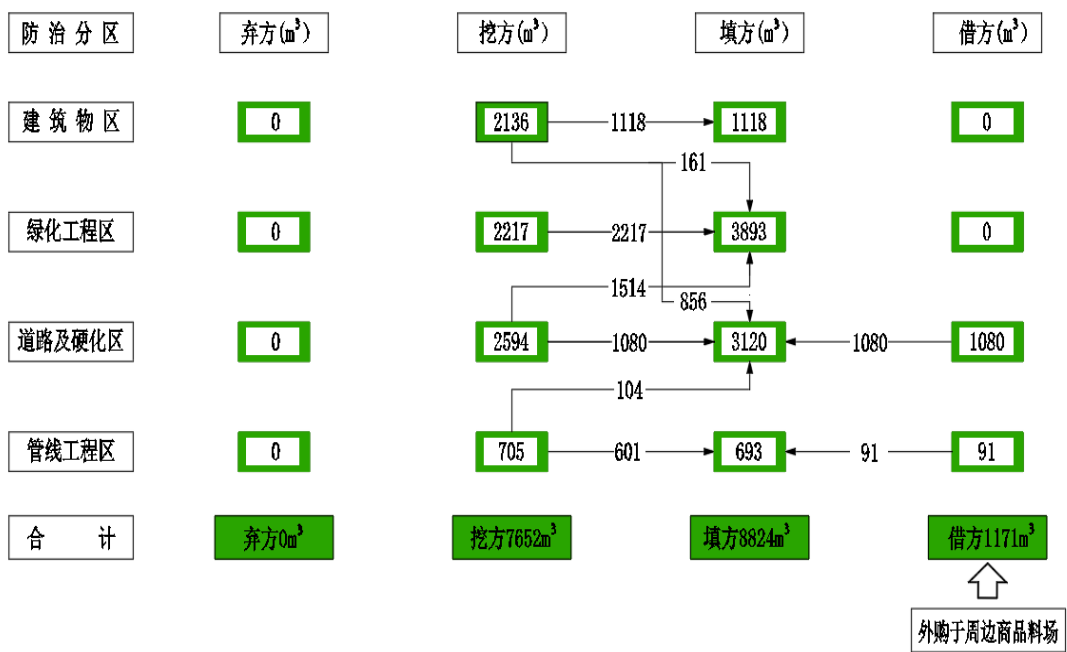 防治分区 弃方(m³) 挖方(m³) 填方(m³) 借方(m³)
建筑物区 0 2136 1118 1118 0
161
绿化工程区 0 2217 2217 3893 0
1514
856
道路及硬化区 0 2594 1080 3120 1080 1080
104
管线工程区 0 705 601 693 91 91
合计 弃方0m³ 挖方7652m³ 填方8824m³ 借方1171m³
外购于周边商品料场